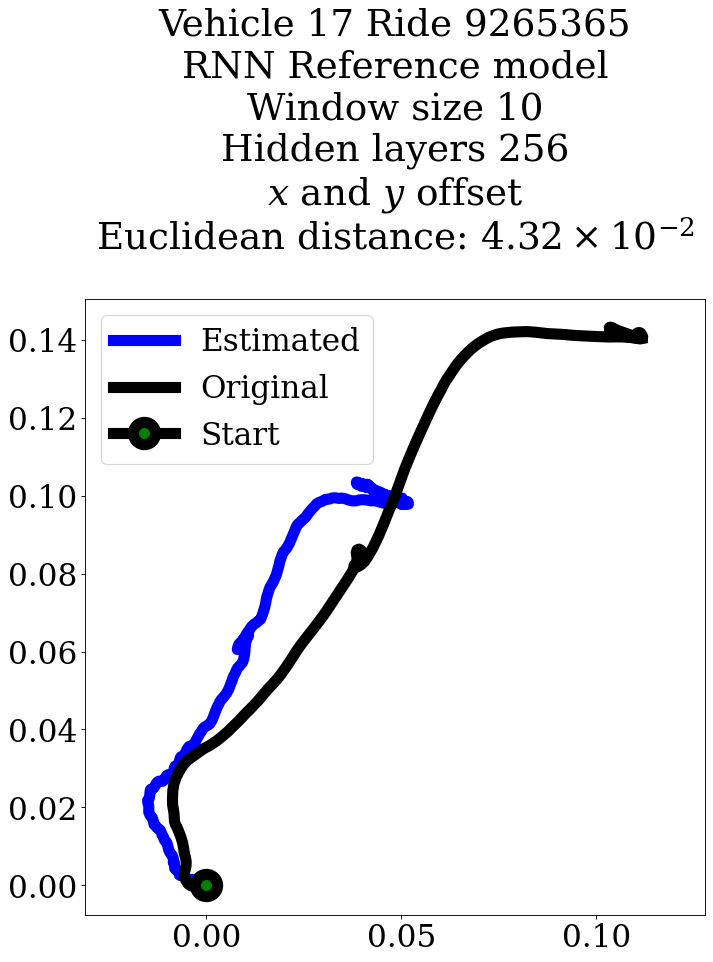 Vehicle 17 Ride 9265365
RNN Reference model
Window size 10
Hidden layers 256
x and y offset
Euclidean distance: 4.32 × 10⁻²
Estimated
Original
Start
0.14
0.12
0.10
0.08
0.06
0.04
0.02
0.00
0.00 0.05 0.10